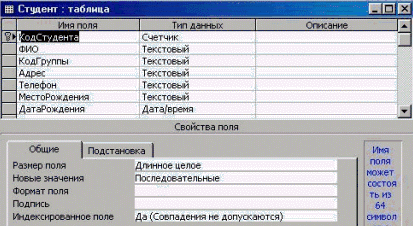 Студент : таблица
Имя поля Тип данных Описание
КодСтудента Счетчик
ФИО Текстовый
КодГруппы Текстовый
Адрес Текстовый
Телефон Текстовый
МестоРождения Текстовый
ДатаРождения Дата/время
Свойства поля
Общие Подстановка
Размер поля Длинное целое
Новые значения Последовательные
Формат поля
Подпись
Индексированное поле Да (Совпадения не допускаются)
Имя
поля
может
состоя
ть из
64
символ